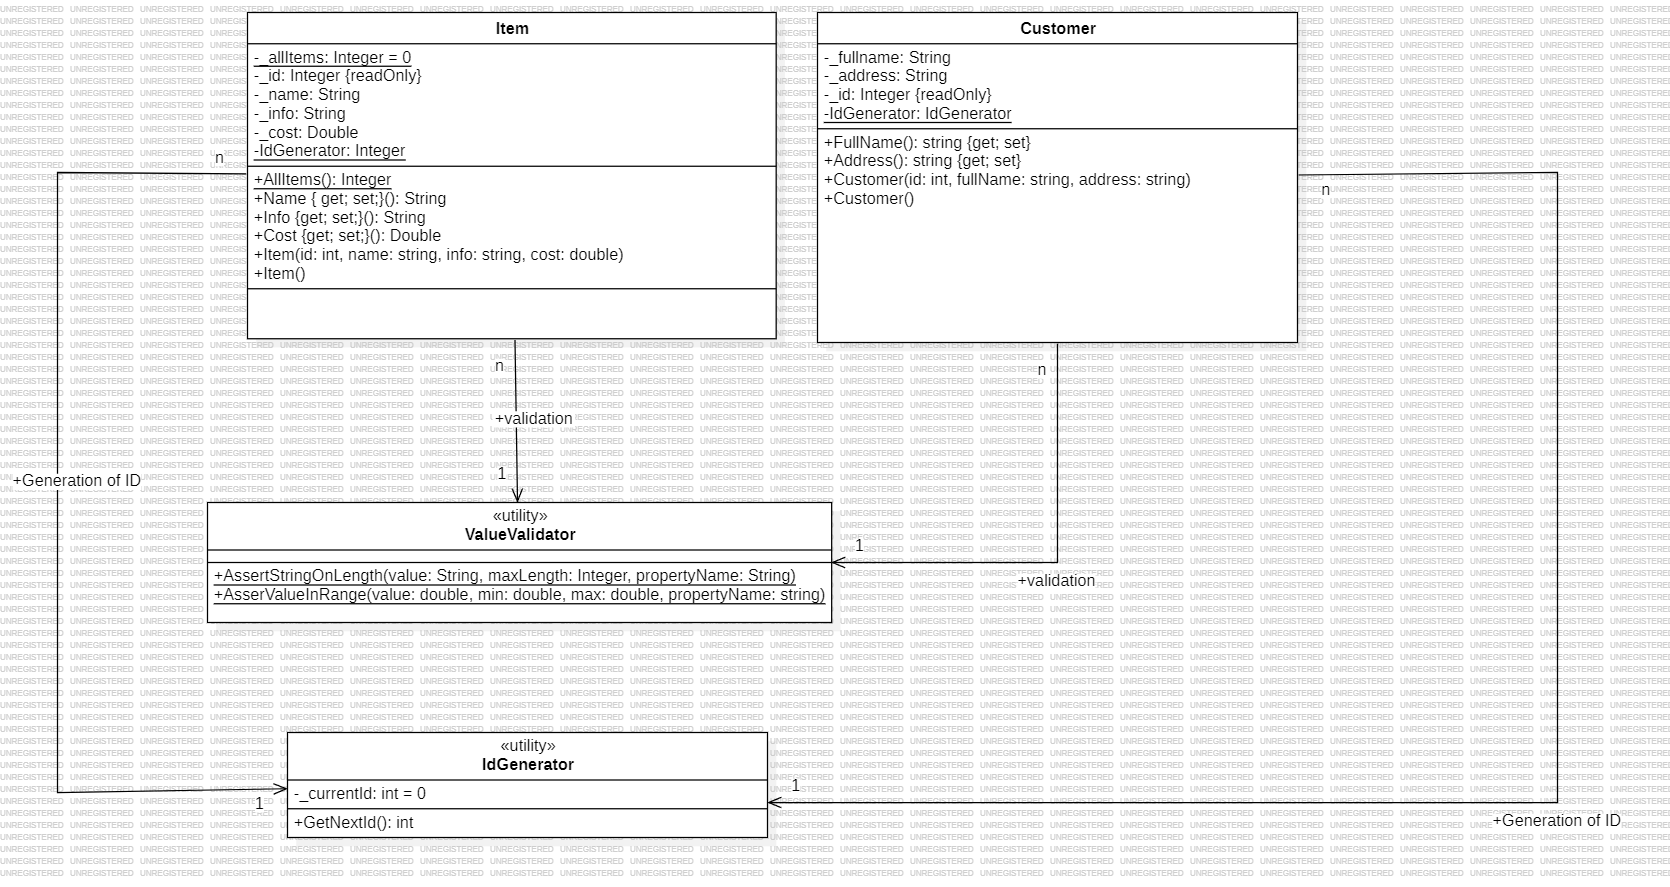 Item
-_allItems: Integer = 0
-_id: Integer {readOnly}
-_name: String
-_info: String
-_cost: Double
-IdGenerator: Integer
+AllItems(): Integer
+Name { get; set;}(): String
+Info {get; set;}(): String
+Cost {get; set;}(): Double
+Item(id: int, name: string, info: string, cost: double)
+Item()
Customer
-_fullname: String
-_address: String
-_id: Integer {readOnly}
-IdGenerator: IdGenerator
+FullName(): string {get; set}
+Address(): string {get; set}
+Customer(id: int, fullName: string, address: string)
+Customer()
n
n
n
+validation
1
n
1
+validation
+Generation of ID
«utility»
ValueValidator
+AssertStringOnLength(value: String, maxLength: Integer, propertyName: String)
+AsserValueInRange(value: double, min: double, max: double, propertyName: string)
«utility»
IdGenerator
-_currentId: int = 0
+GetNextId(): int
1
1
+Generation of ID
UNREGISTERED